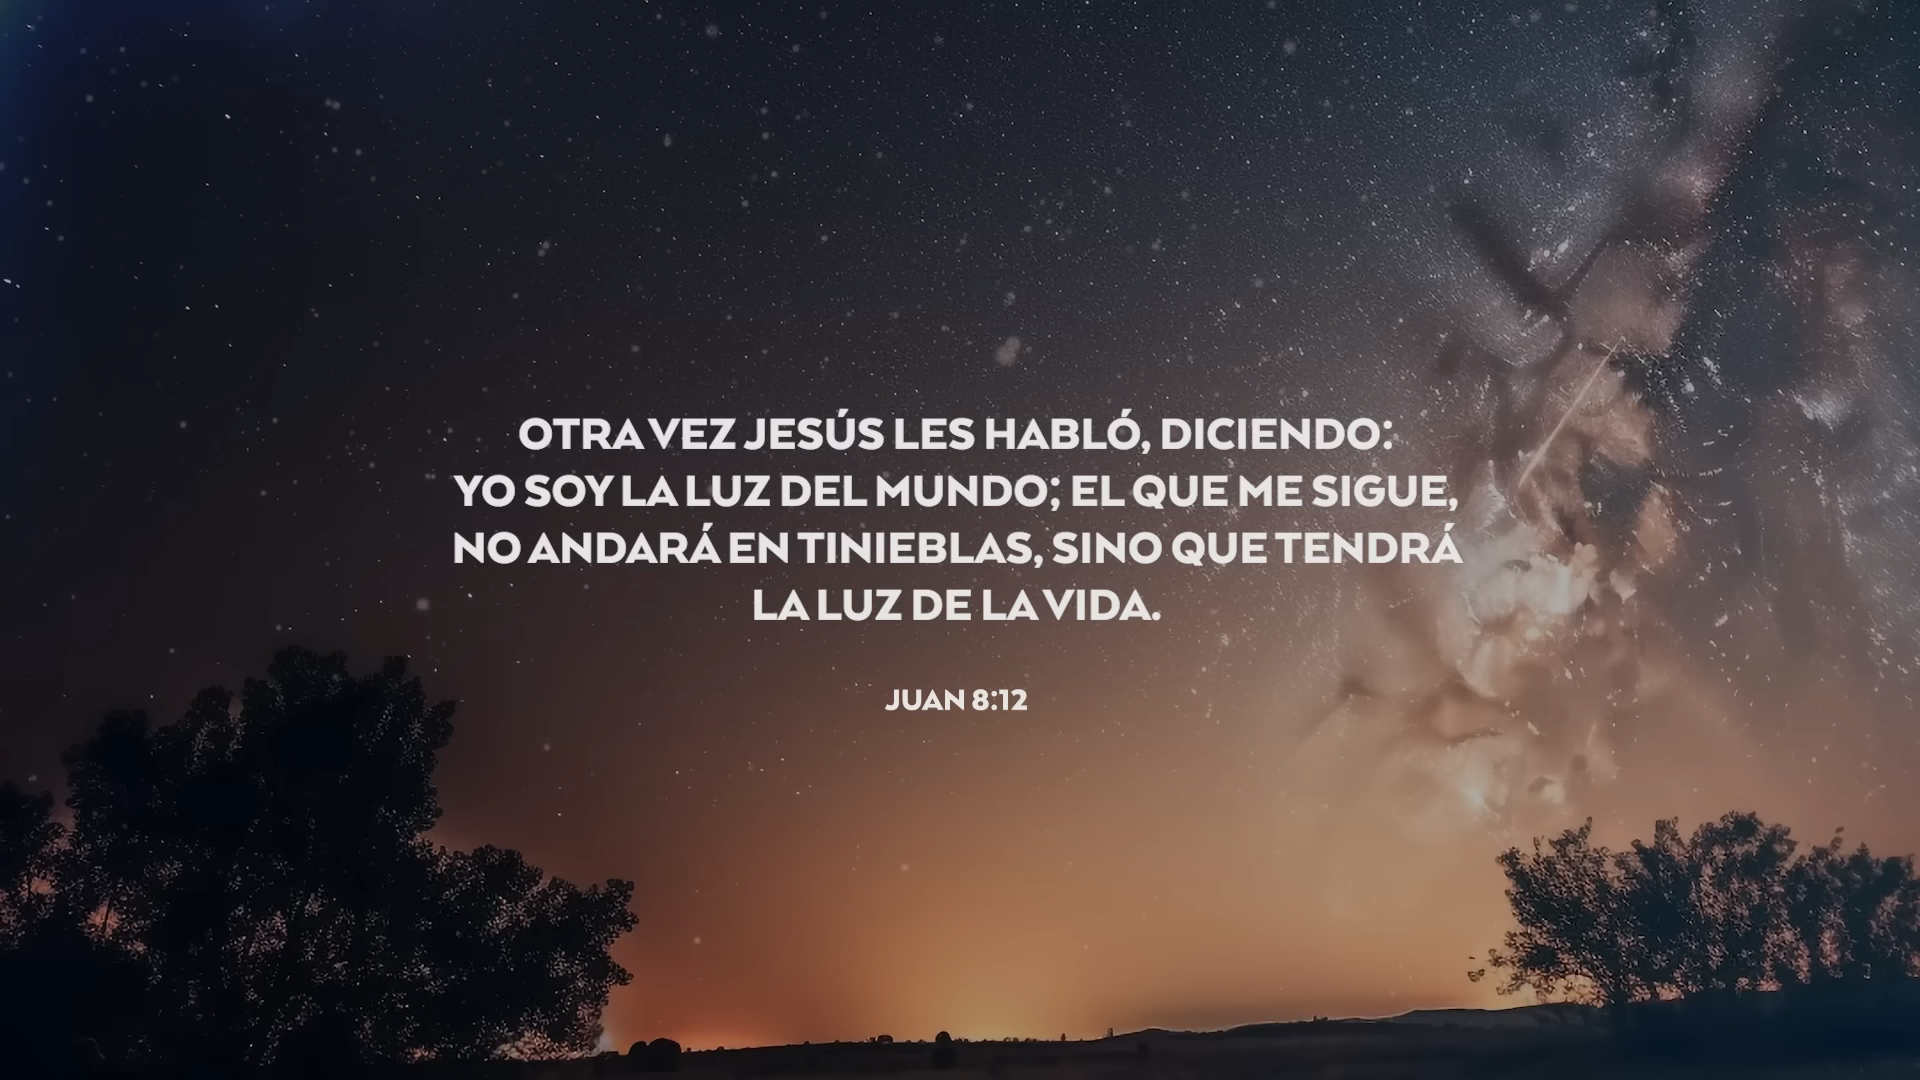 OTRA VEZ JESÚS LES HABLÓ, DICIENDO:
YO SOY LA LUZ DEL MUNDO; EL QUE ME SIGUE,
NO ANDARÁ EN TINIEBLAS, SINO QUE TENDRÁ
LA LUZ DE LA VIDA.
JUAN 8:12